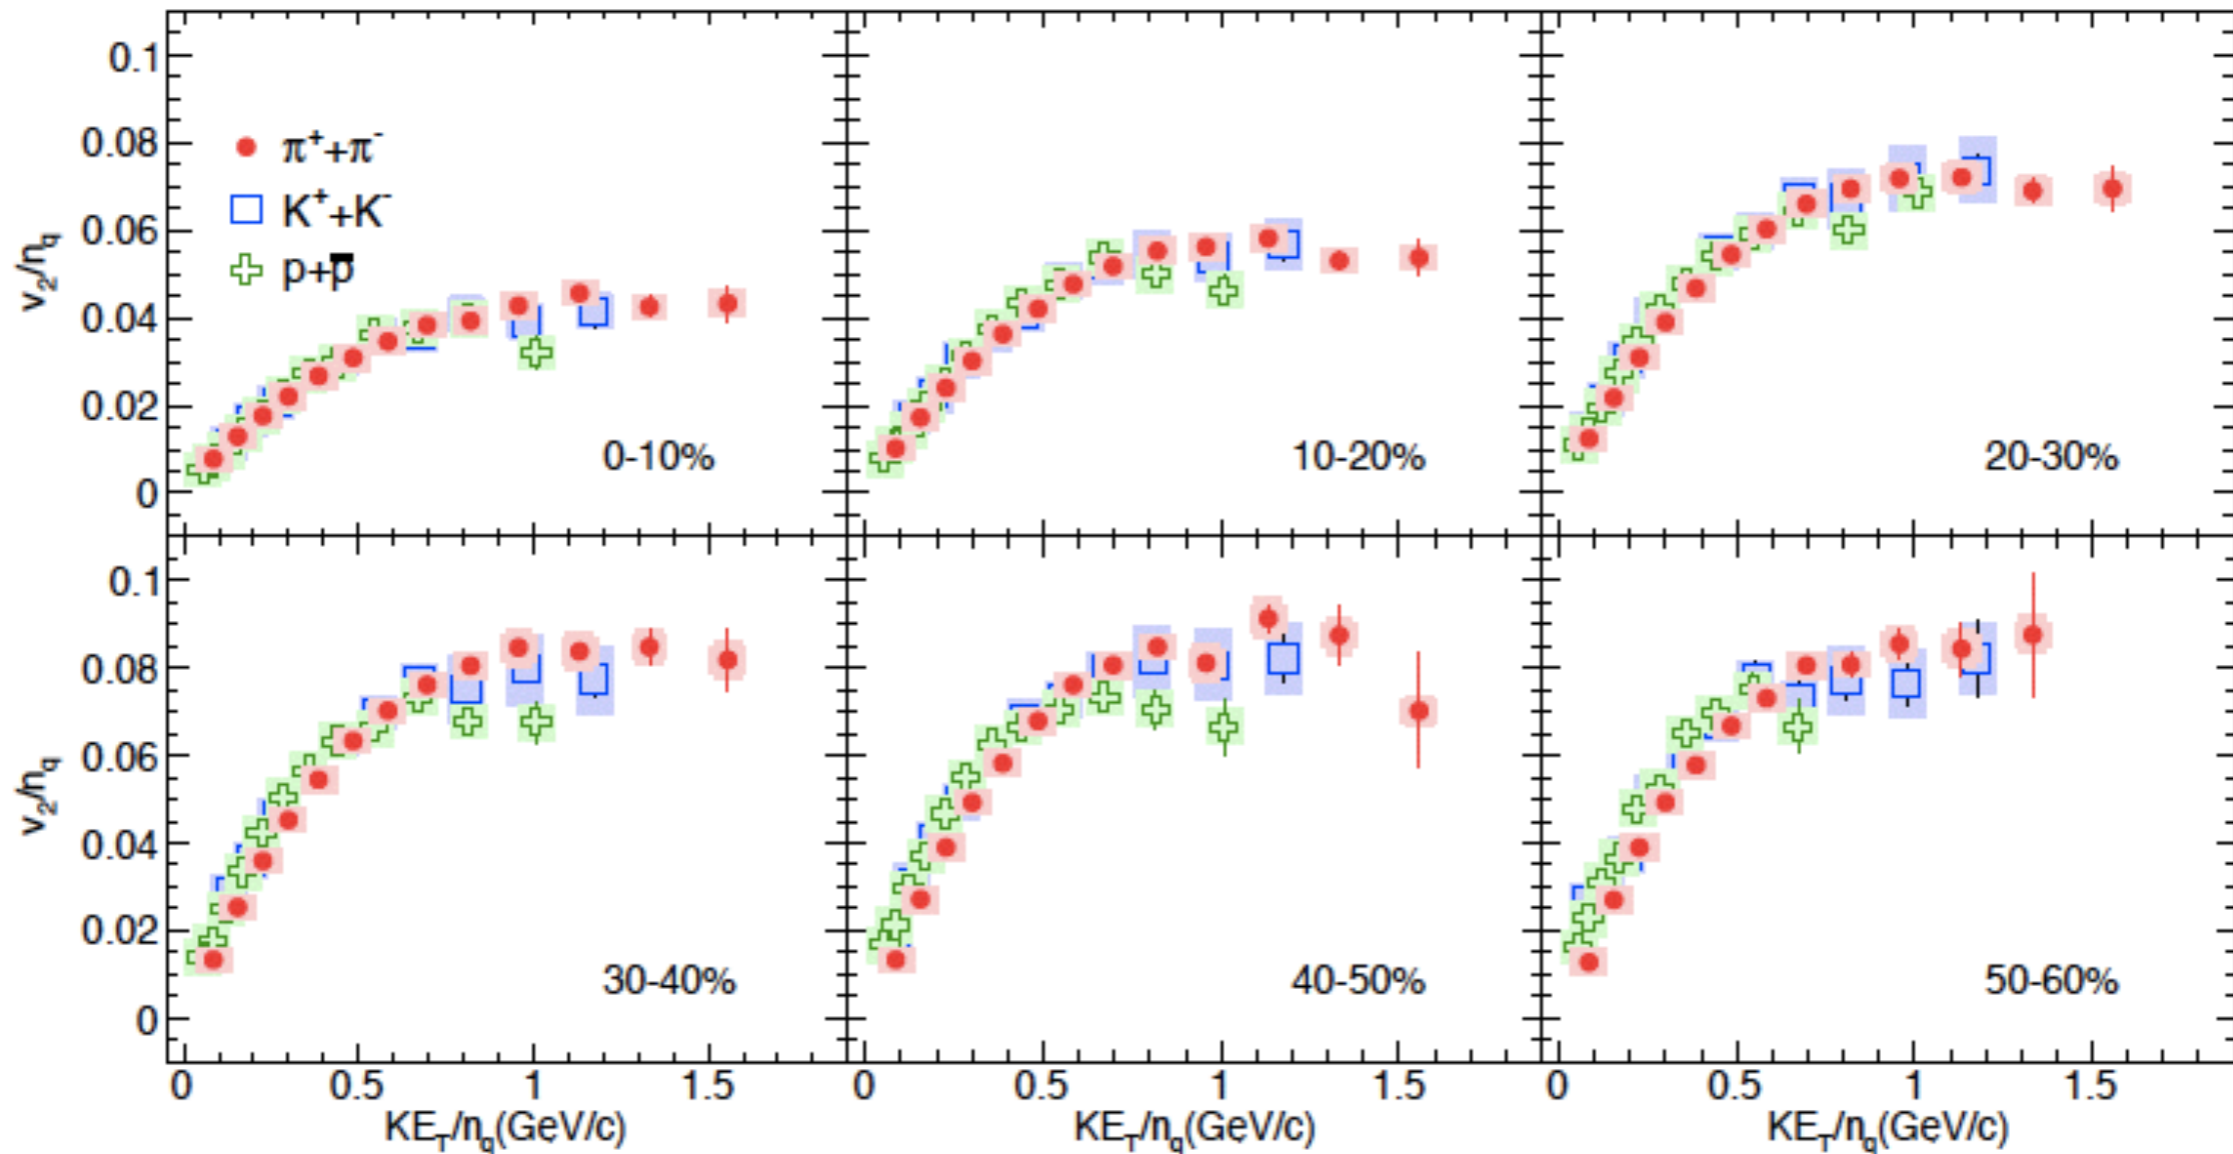 0.1
0.08
0.06
0.04
0.02
0
v₂/n_q
π⁺+π⁻
K⁺+K⁻
p+p̅
0-10%
10-20%
20-30%
0.1
0.08
0.06
0.04
0.02
0
v₂/n_q
30-40%
40-50%
50-60%
0 0.5 1 1.5
0 0.5 1 1.5
0 0.5 1 1.5
KE_T/n_q(GeV/c)
KE_T/n_q(GeV/c)
KE_T/n_q(GeV/c)